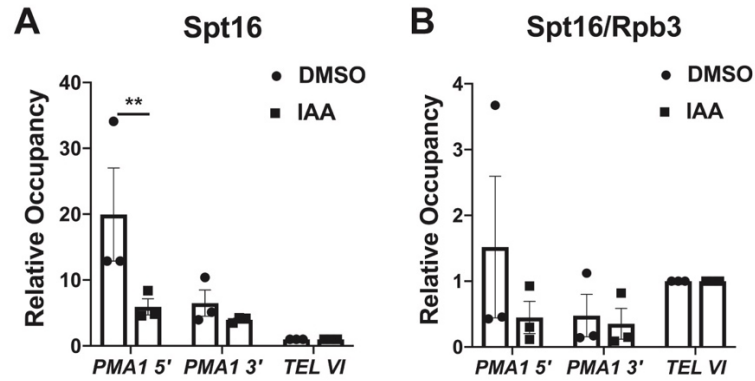 A
Spt16
DMSO
IAA
**
Relative Occupancy
40
30
20
10
0
PMA1 5'
PMA1 3'
TEL VI
B
Spt16/Rpb3
DMSO
IAA
Relative Occupancy
4
3
2
1
0
PMA1 5'
PMA1 3'
TEL VI